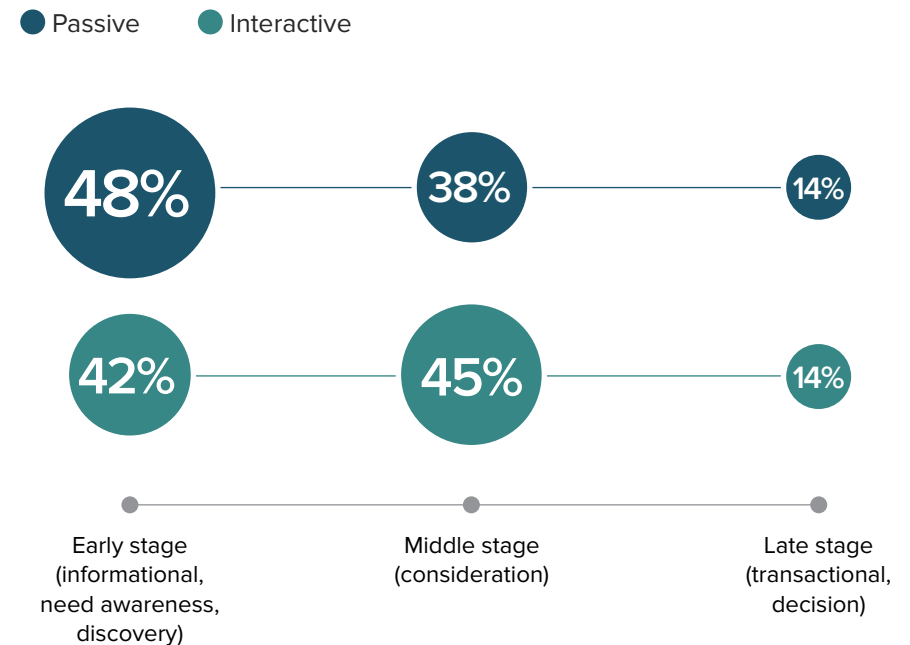 Passive Interactive
48% 38% 14%
42% 45% 14%
Early stage
(informational,
need awareness,
discovery)
Middle stage
(consideration)
Late stage
(transactional,
decision)